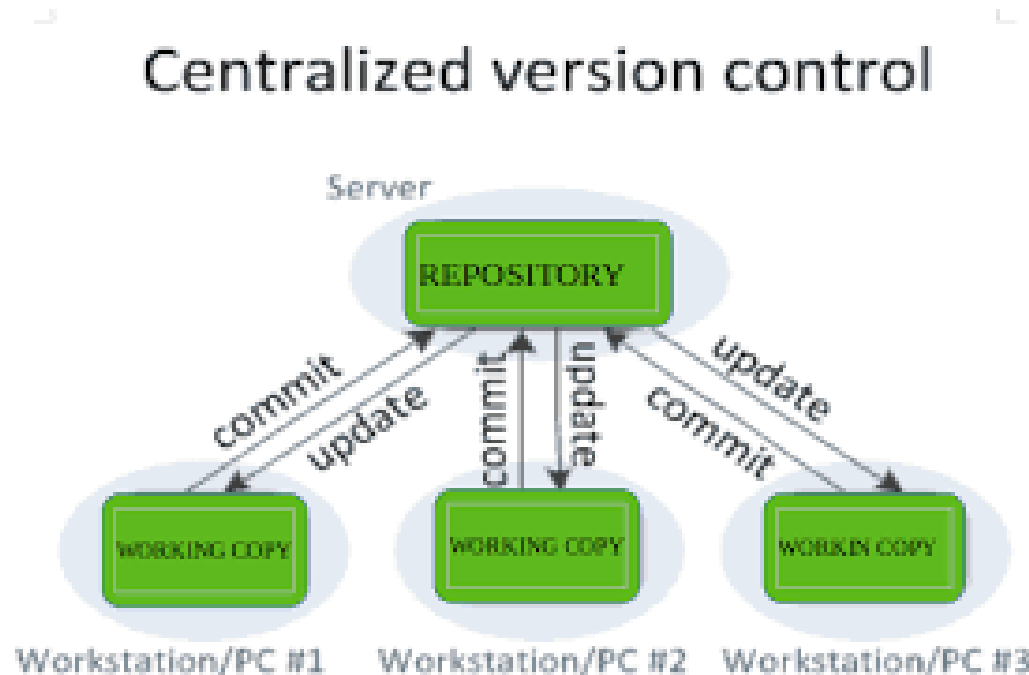 Centralized version control
Server
REPOSITORY
commit
update
commit
update
commit
update
WORKING COPY
WORKING COPY
WORKIN COPY
Workstation/PC #1
Workstation/PC #2
Workstation/PC #3